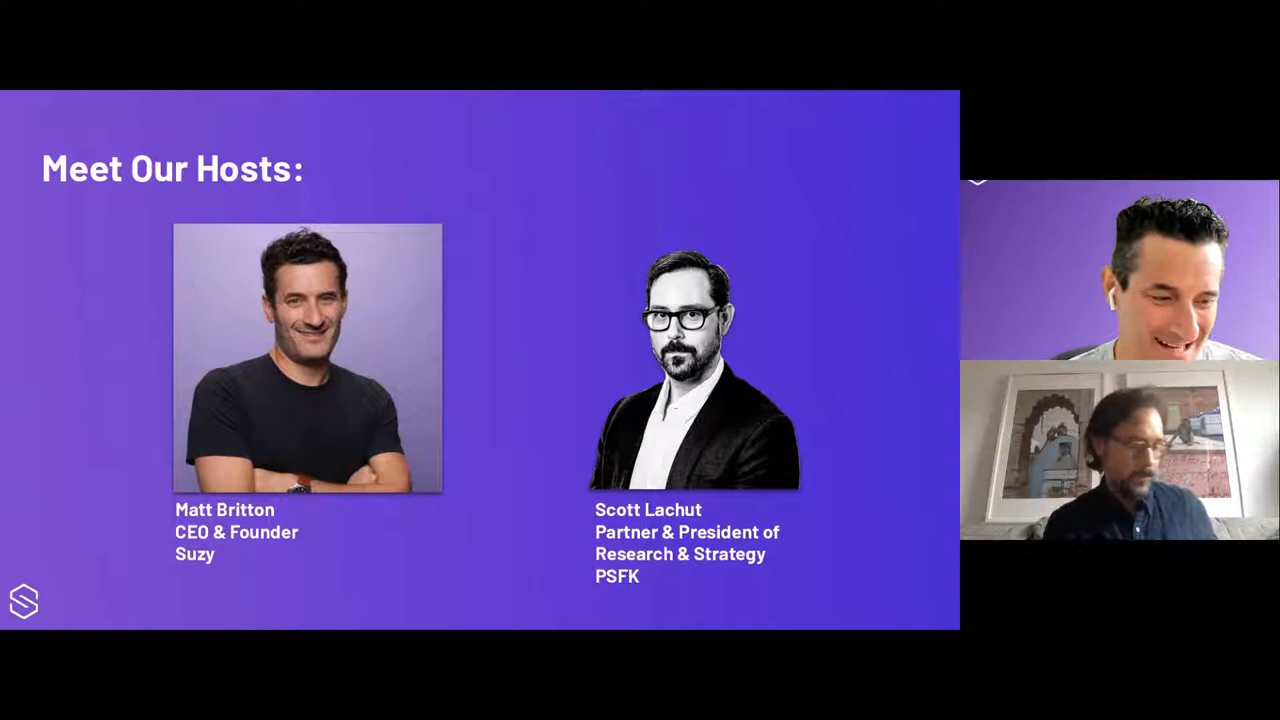 Meet Our Hosts:
Matt Britton
CEO & Founder
Suzy
Scott Lachut
Partner & President of
Research & Strategy
PSFK